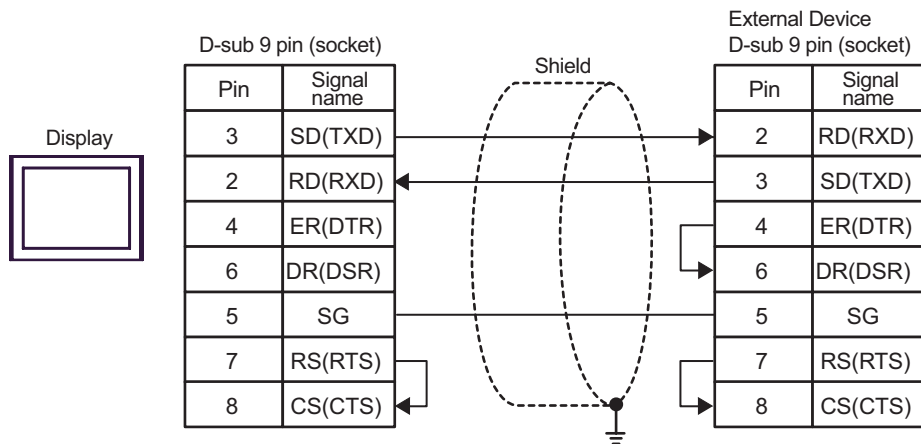 External Device
D-sub 9 pin (socket)
D-sub 9 pin (socket)
Shield
Display
Pin Signal name
3 SD(TXD)
2 RD(RXD)
4 ER(DTR)
6 DR(DSR)
5 SG
7 RS(RTS)
8 CS(CTS)
Pin Signal name
2 RD(RXD)
3 SD(TXD)
4 ER(DTR)
6 DR(DSR)
5 SG
7 RS(RTS)
8 CS(CTS)